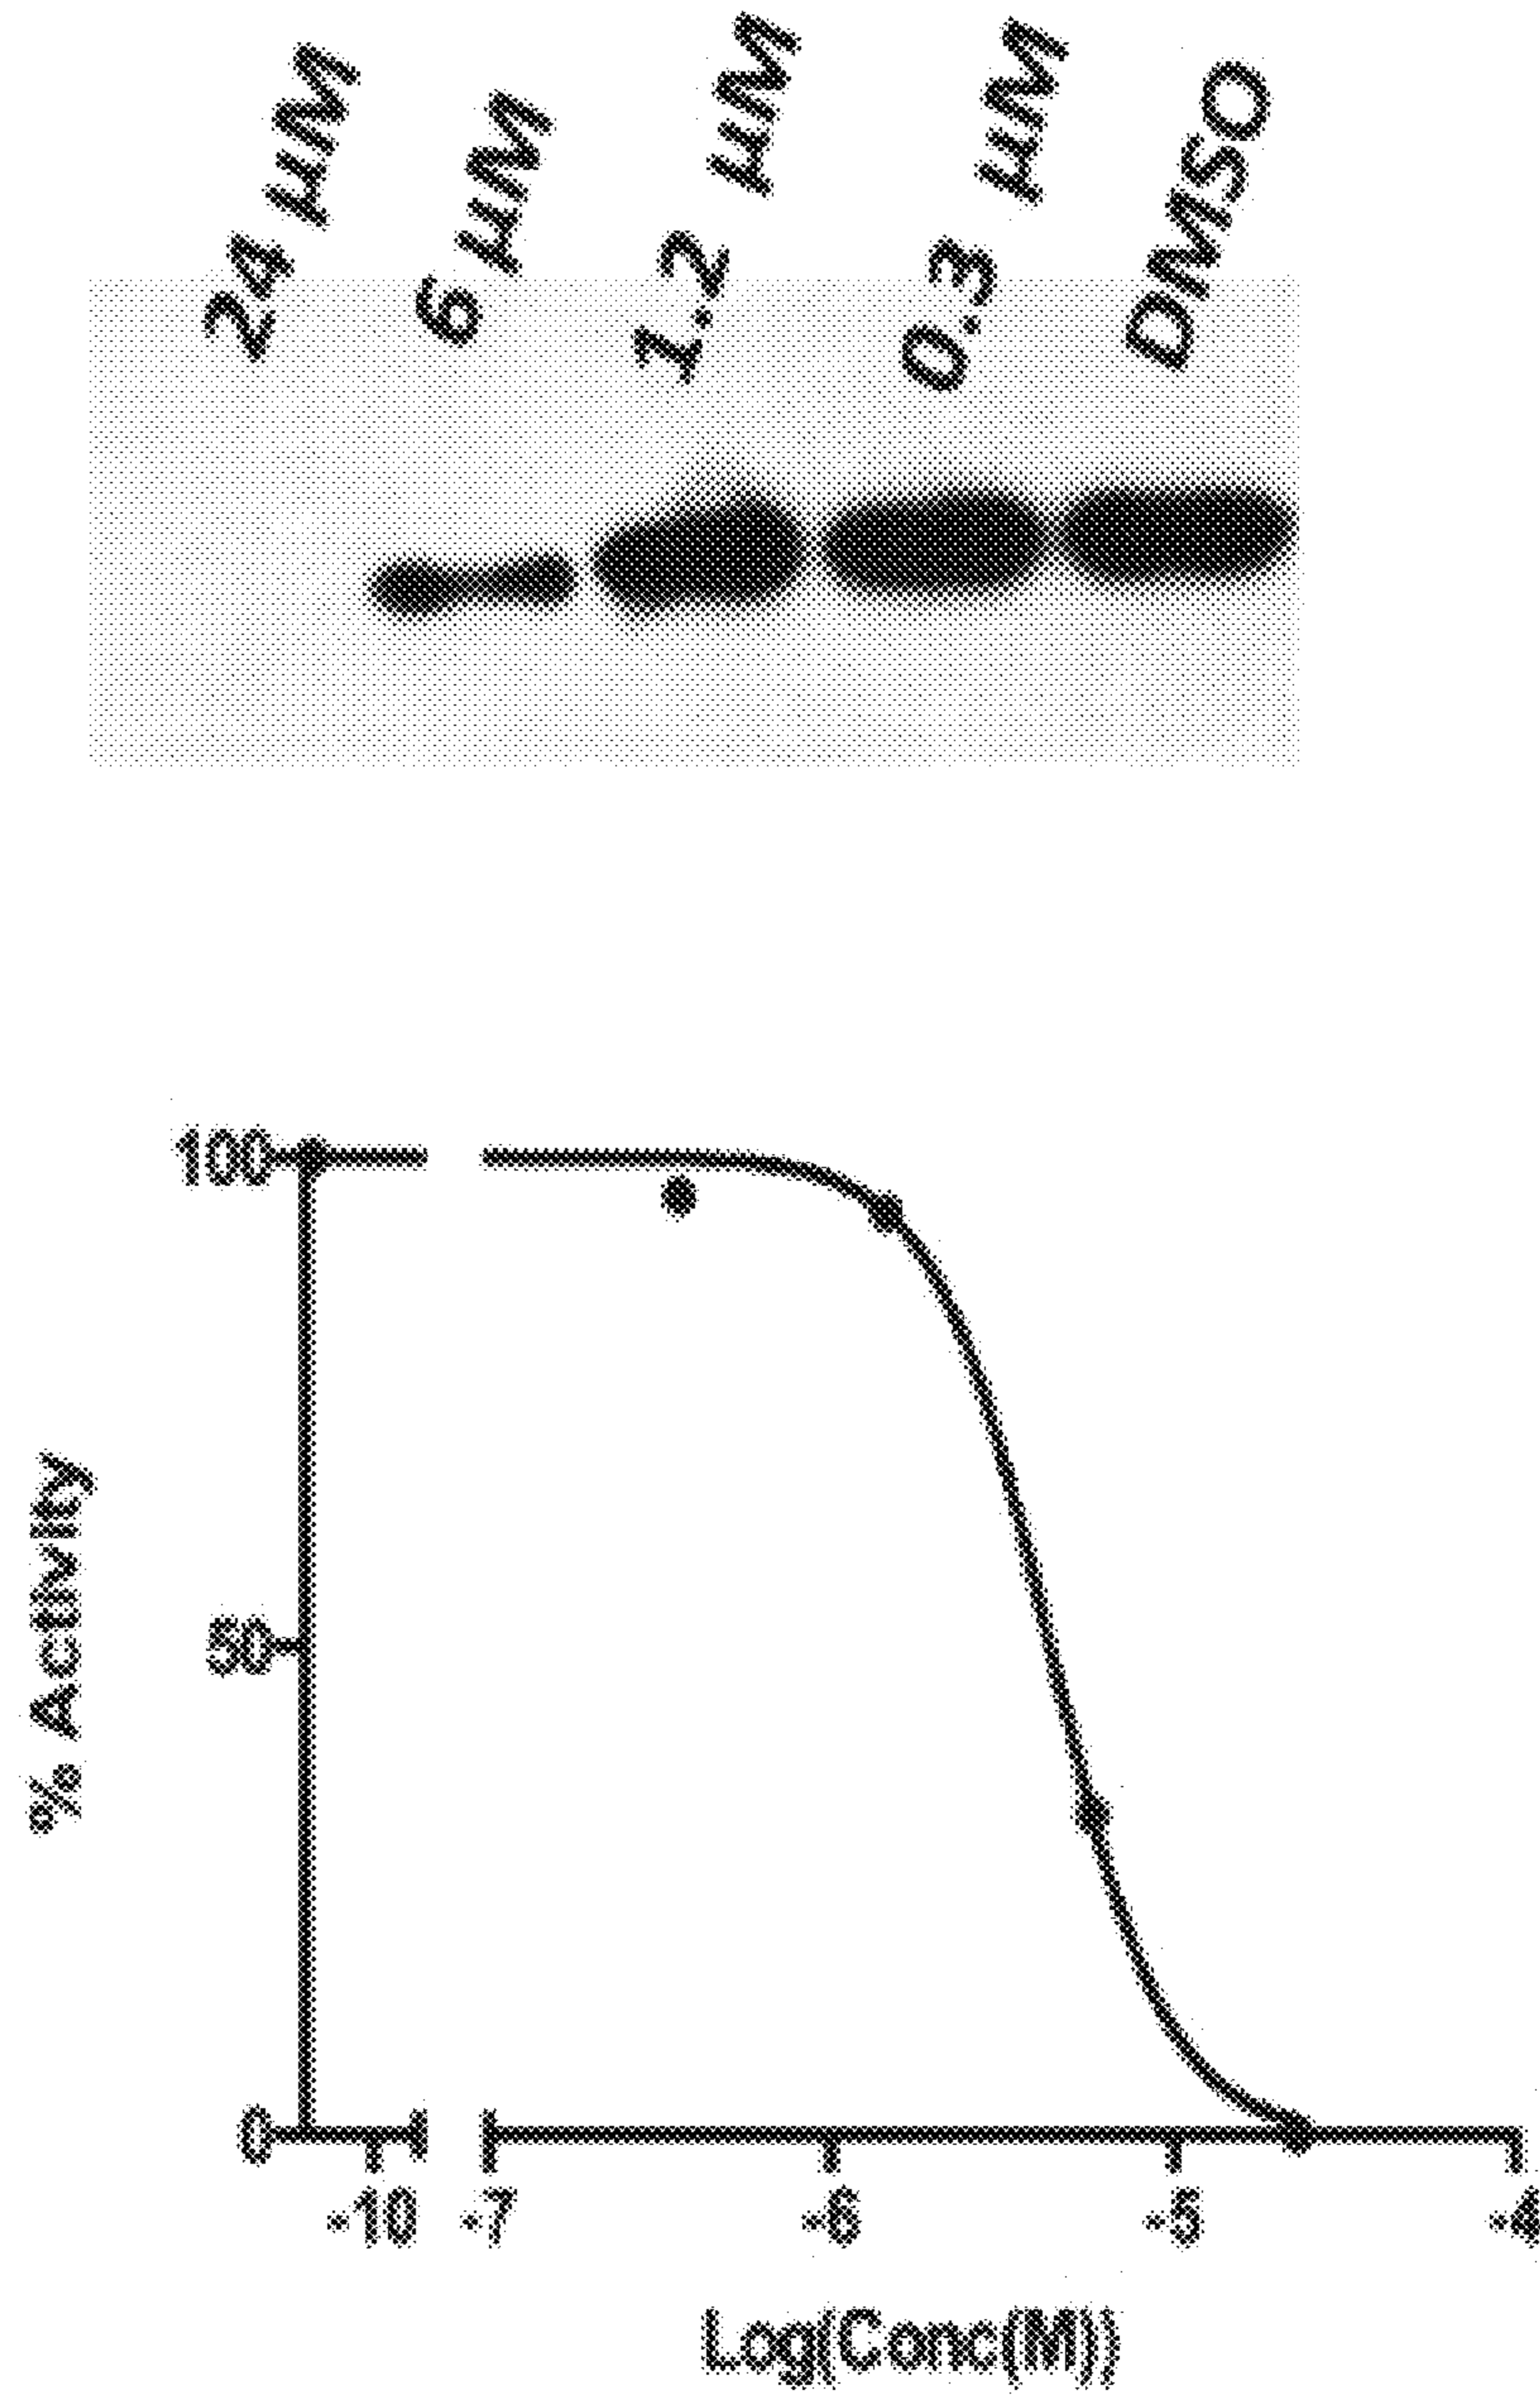 24 µM
6 µM
1.2 µM
0.3 µM
DMSO
100
50
0
% Activity
-10
-7
-6
-5
-4
Log(Conc(M))